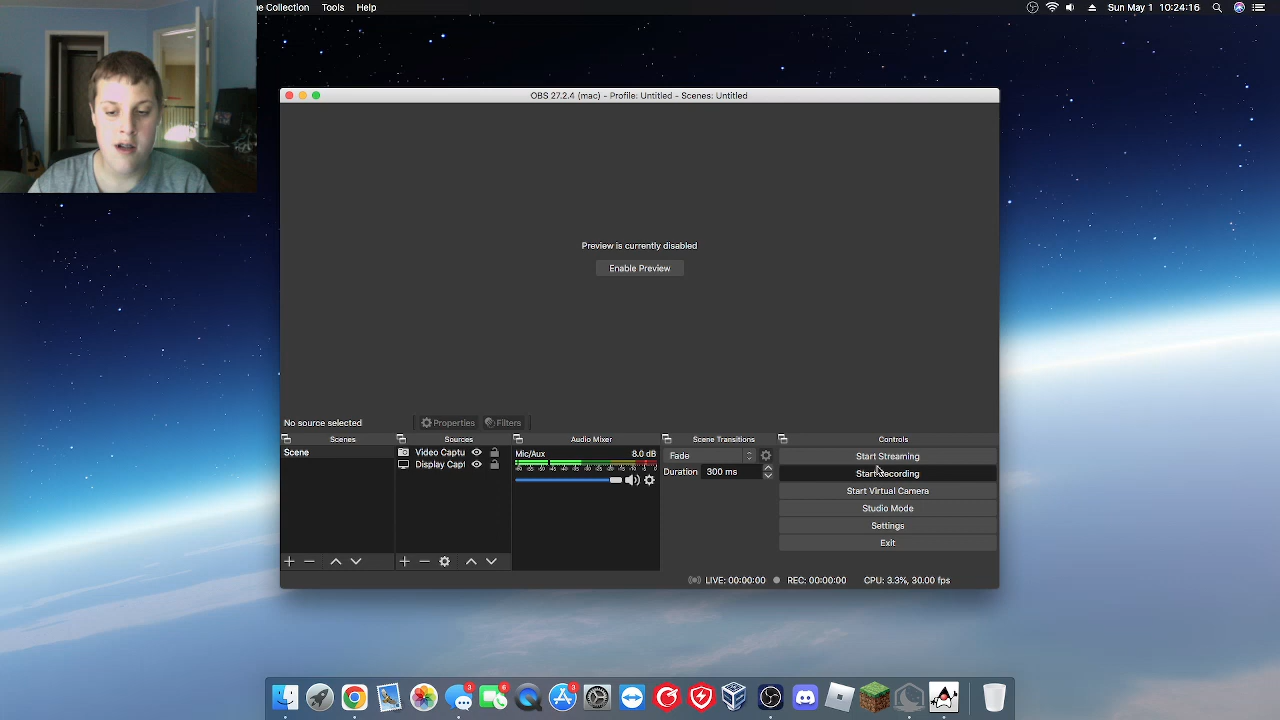 e Collection Tools Help
Sun May 1 10:24:16
OBS 27.2.4 (mac) - Profile: Untitled - Scenes: Untitled
Preview is currently disabled
Enable Preview
No source selected
Properties
Filters
Scenes
Scene
Sources
Video Captu
Display Capt
Audio Mixer
Mic/Aux 8.0 dB
Scene Transitions
Fade
Duration 300 ms
Controls
Start Streaming
Start Recording
Start Virtual Camera
Studio Mode
Settings
Exit
LIVE: 00:00:00 REC: 00:00:00 CPU: 3.3%, 30.00 fps
3
6
3